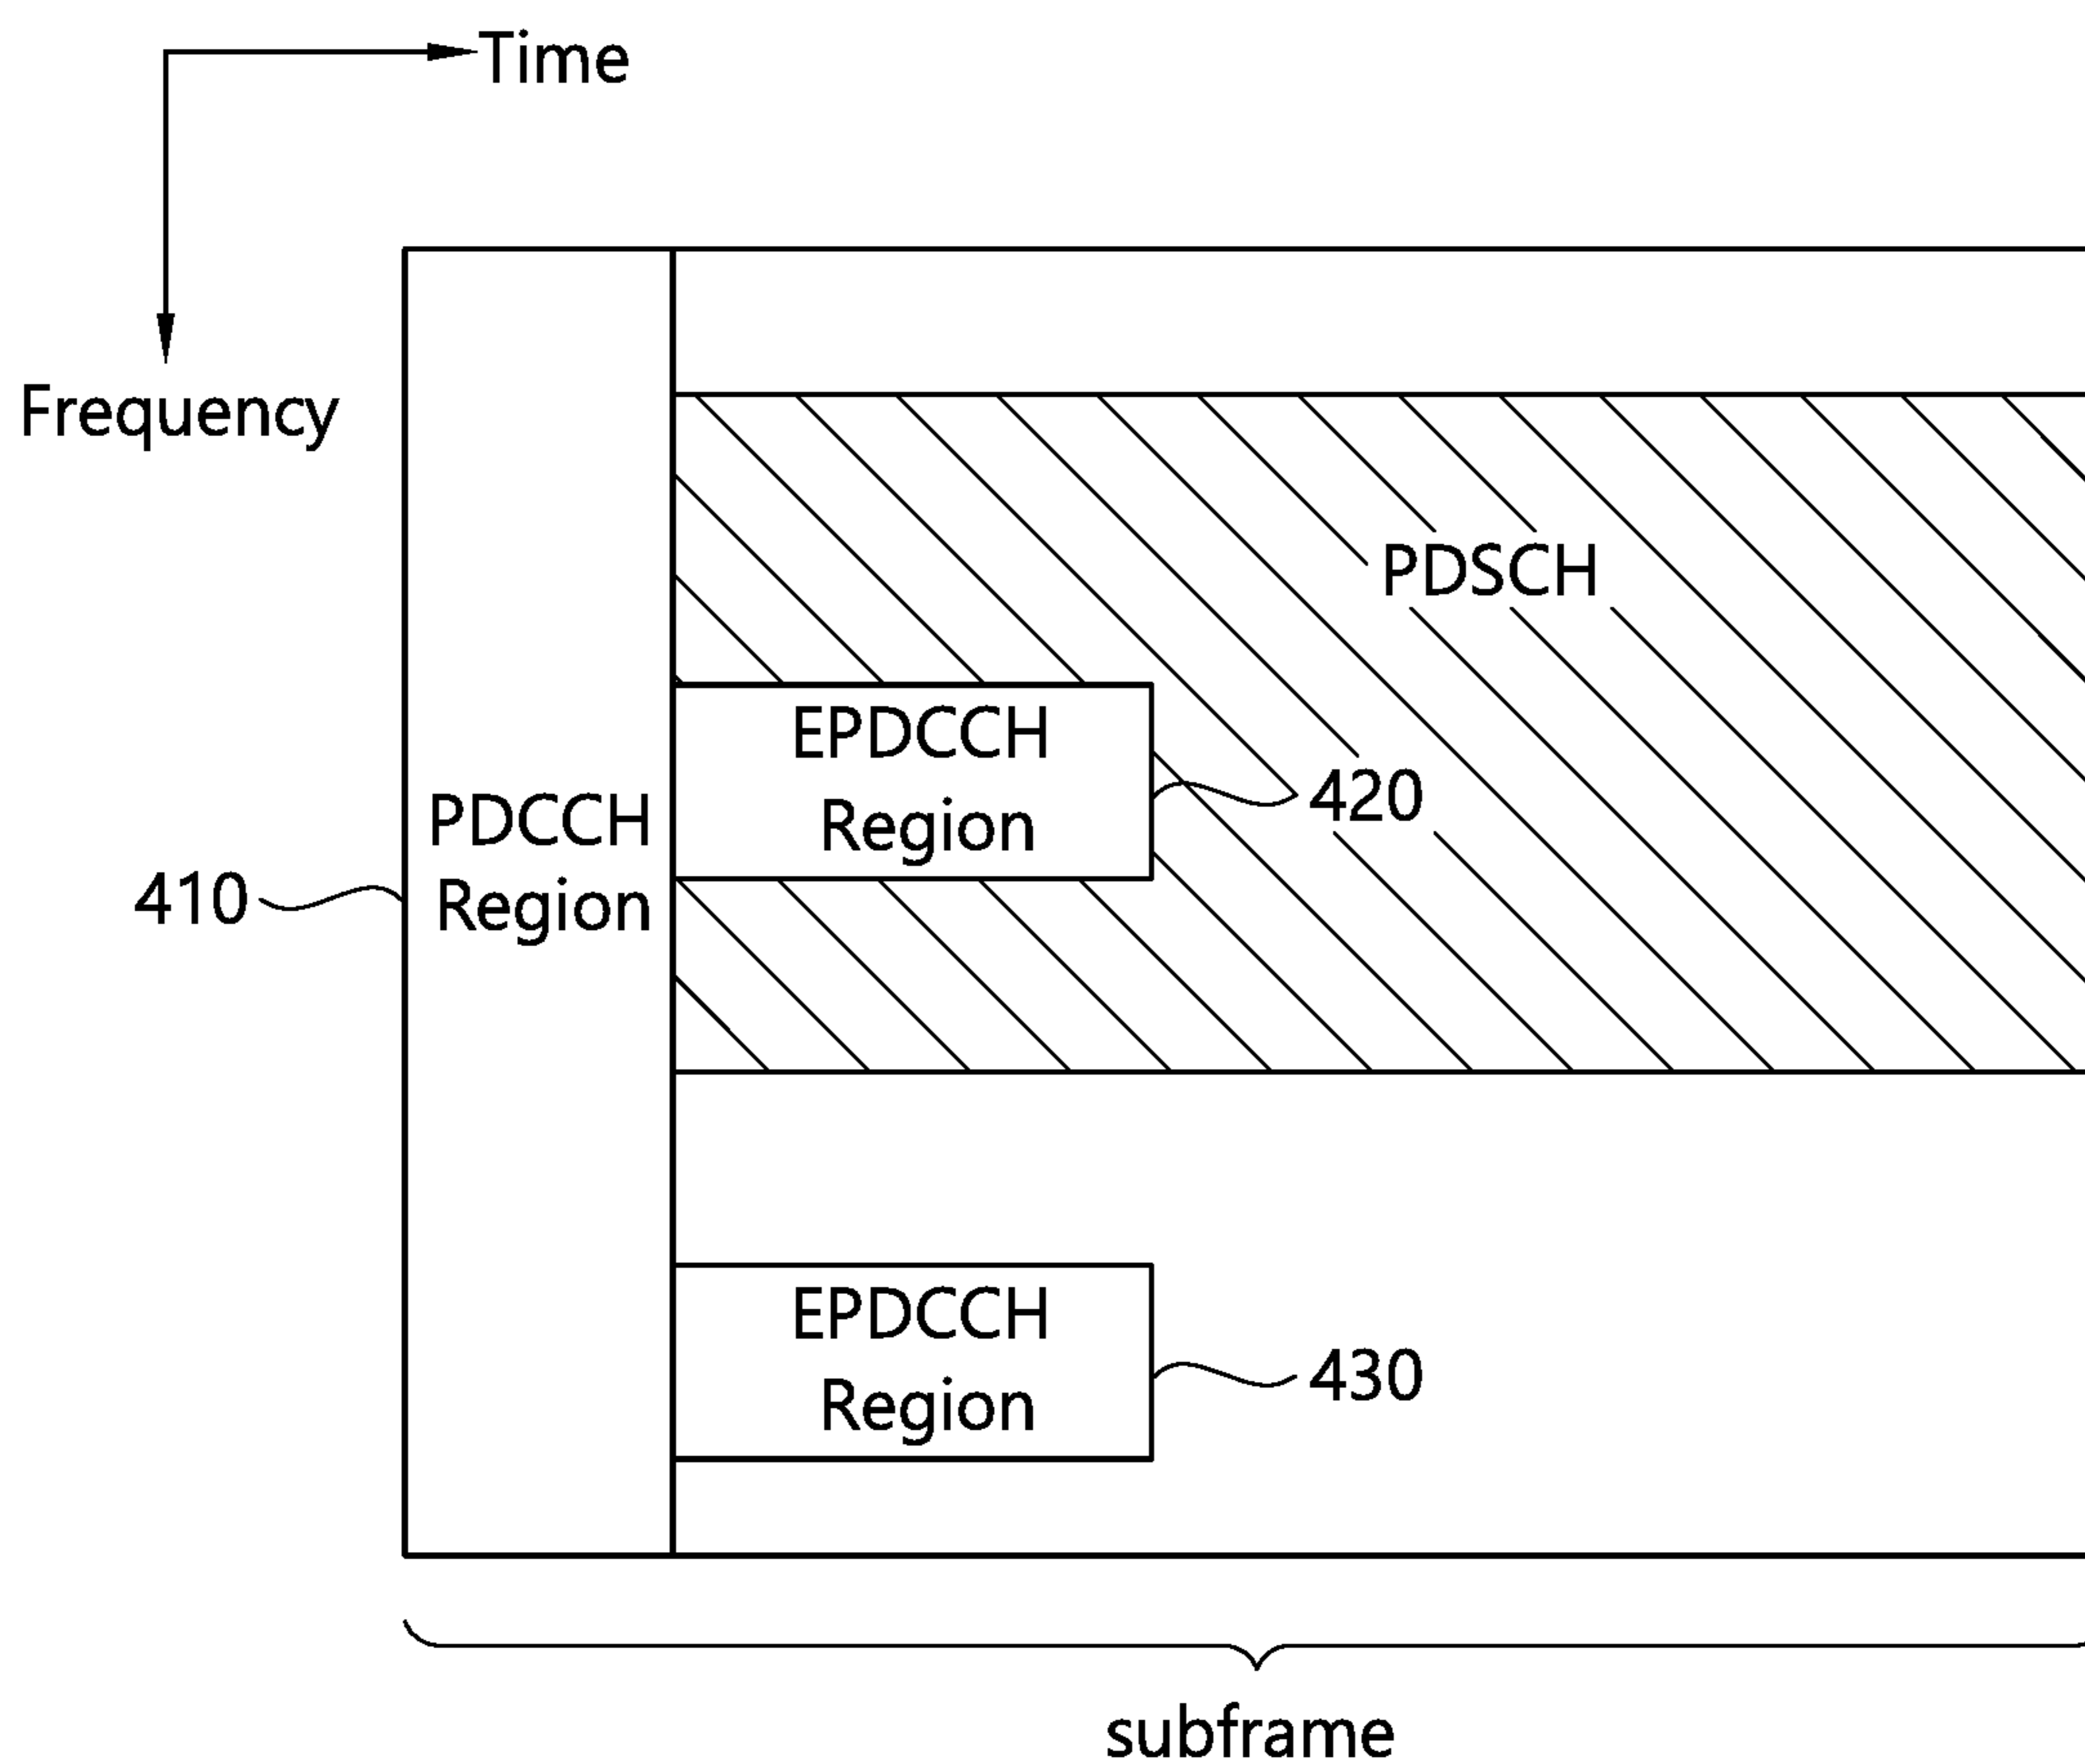 Time
Frequency
PDSCH
EPDCCH
Region
420
PDCCH
Region
410
EPDCCH
Region
430
subframe